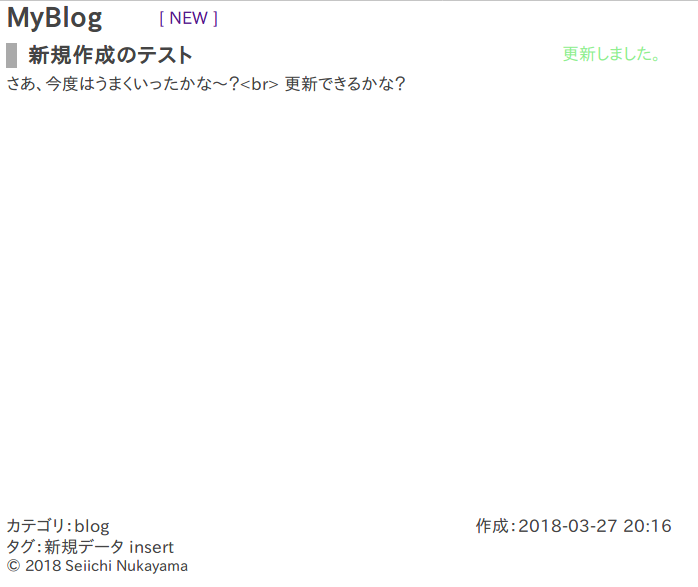 MyBlog [ NEW ]
新規作成のテスト 更新しました。
さあ、今度はうまくいったかな～?<br> 更新できるかな?
カテゴリ：blog 作成：2018-03-27 20:16
タグ：新規データ insert
© 2018 Seiichi Nukayama